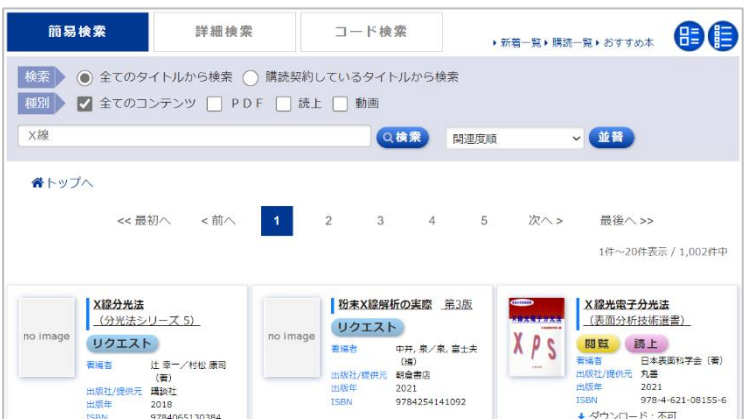 簡易検索
詳細検索
コード検索
新着一覧 購読一覧 おすすめ本
検索 全てのタイトルから検索 購読契約しているタイトルから検索
種別 全てのコンテンツ PDF 読上 動画
X線 検索 関連度順 並替
トップへ
<< 最初へ < 前へ 1 2 3 4 5 次へ > 最後へ >>
1件～20件表示 / 1,002件中
no image
X線分光法
(分光法シリーズ 5)
リクエスト
著編者 辻 幸一／村松 康司
(著)
出版社/提供元 講談社
出版年 2018
ISBN 9784065130384
no image
粉末X線解析の実際 第3版
リクエスト
著編者 中井, 泉／泉, 富士夫
(編)
出版社/提供元 朝倉書店
出版年 2021
ISBN 9784254141092
X線光電子分光法
XPS
X線光電子分光法
(表面分析技術選書)
閲覧 読上
著編者 日本表面科学会 (著)
出版社/提供元 丸善
出版年 2021
ISBN 978-4-621-08155-6
ダウンロード：不可